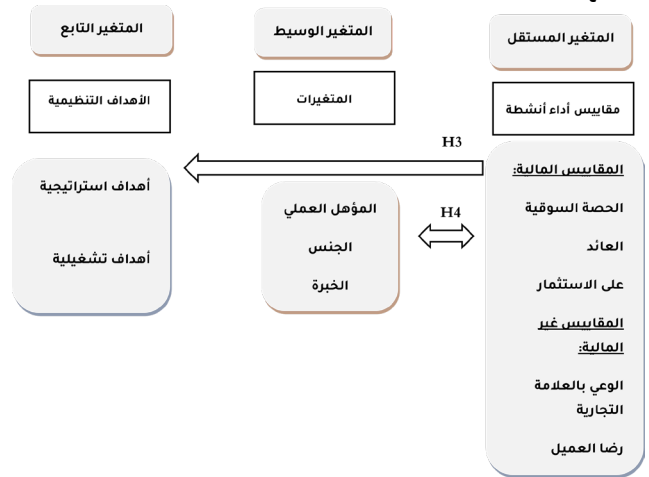 المتغير المستقل
المتغير الوسيط
المتغير التابع
مقاييس أداء أنشطة
المتغيرات
الأهداف التنظيمية
H3
المقاييس المالية:
الحصة السوقية
العائد
على الاستثمار
المقاييس غير
المالية:
الوعي بالعلامة
التجارية
رضا العميل
H4
المؤهل العملي
الجنس
الخبرة
أهداف استراتيجية
أهداف تشغيلية